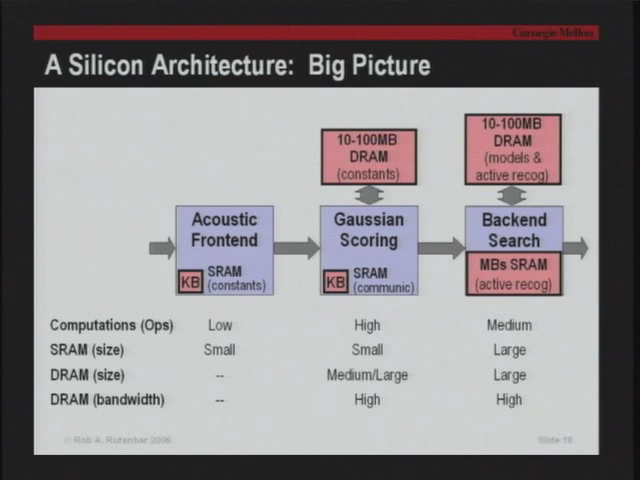 Carnegie Mellon
A Silicon Architecture: Big Picture
10-100MB
DRAM
(constants)
10-100MB
DRAM
(models &
active recog)
Acoustic
Frontend
KB
SRAM
(constants)
Gaussian
Scoring
KB
SRAM
(communic)
Backend
Search
MBs SRAM
(active recog)
Computations (Ops) Low High Medium
SRAM (size) Small Small Large
DRAM (size) -- Medium/Large Large
DRAM (bandwidth) -- High High
© Rob A. Rutenbar 2006 Slide 19